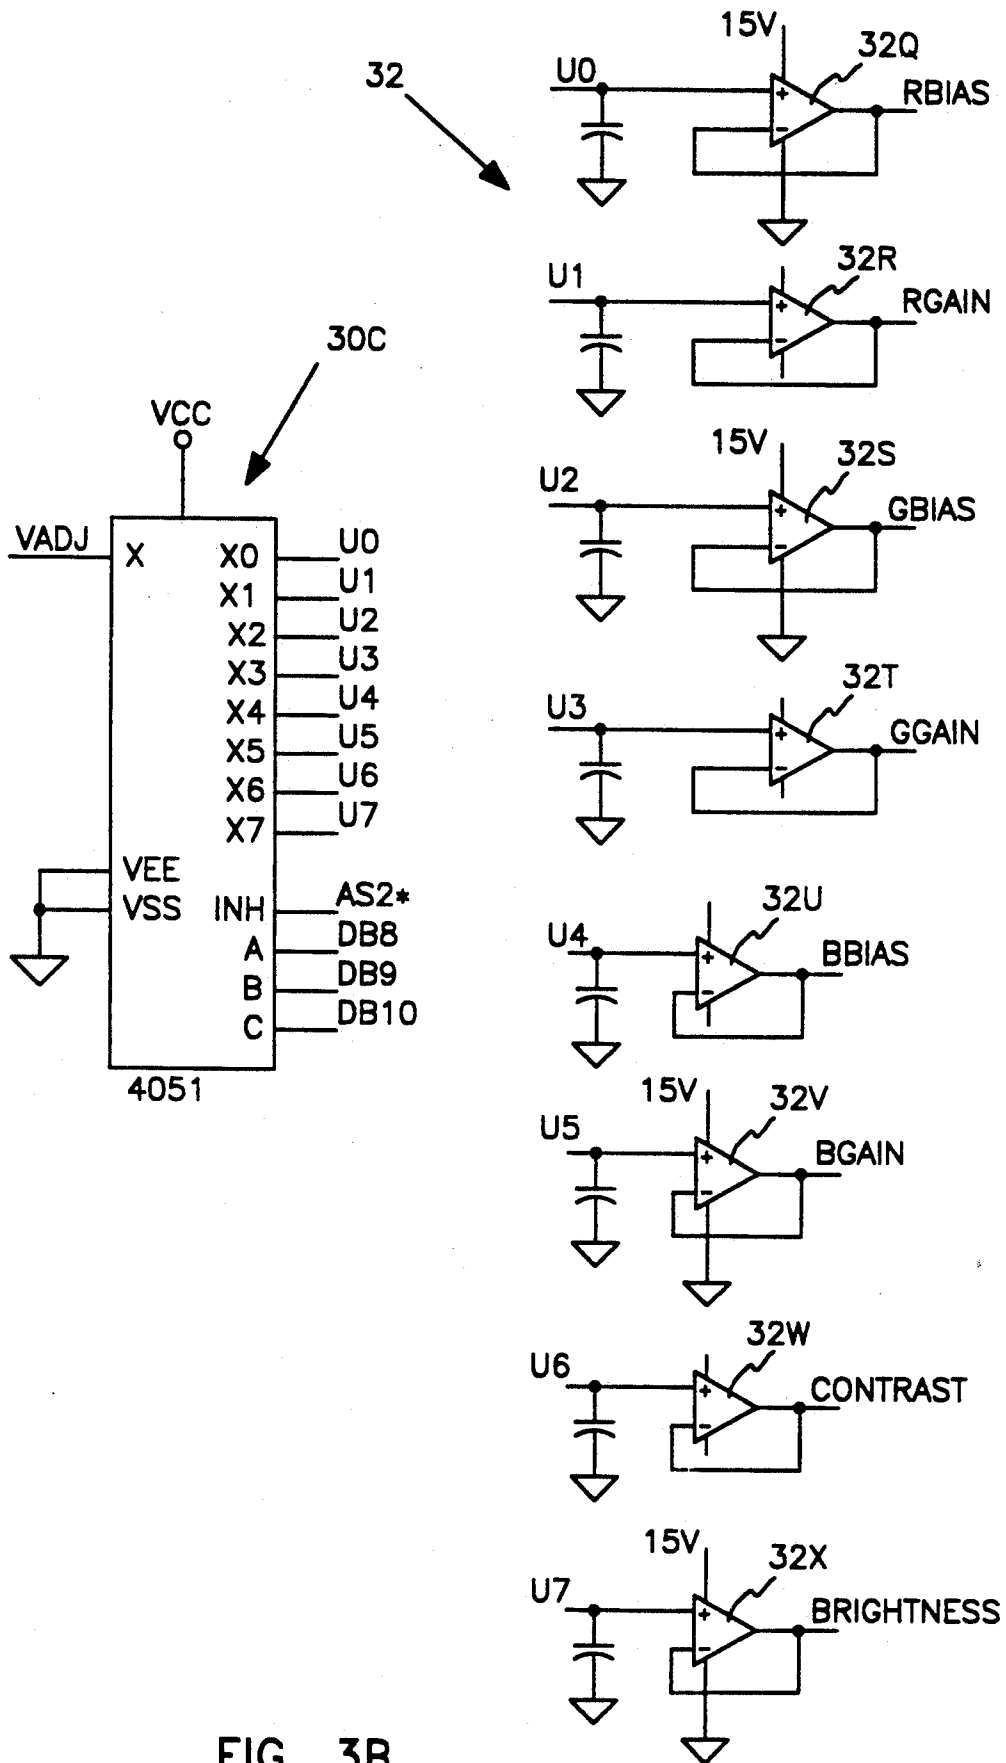 32
30C
VCC
VADJ
X
X0
X1
X2
X3
X4
X5
X6
X7
VEE
VSS
INH
A
B
C
U0
U1
U2
U3
U4
U5
U6
U7
AS2*
DB8
DB9
DB10
4051
15V
32Q
U0
+
-
RBIAS
32R
U1
+
-
RGAIN
15V
32S
U2
+
-
GBIAS
32T
U3
+
-
GGAIN
32U
U4
+
-
BBIAS
15V
32V
U5
+
-
BGAIN
32W
U6
+
-
CONTRAST
15V
32X
U7
+
-
BRIGHTNESS
FIG. 3B